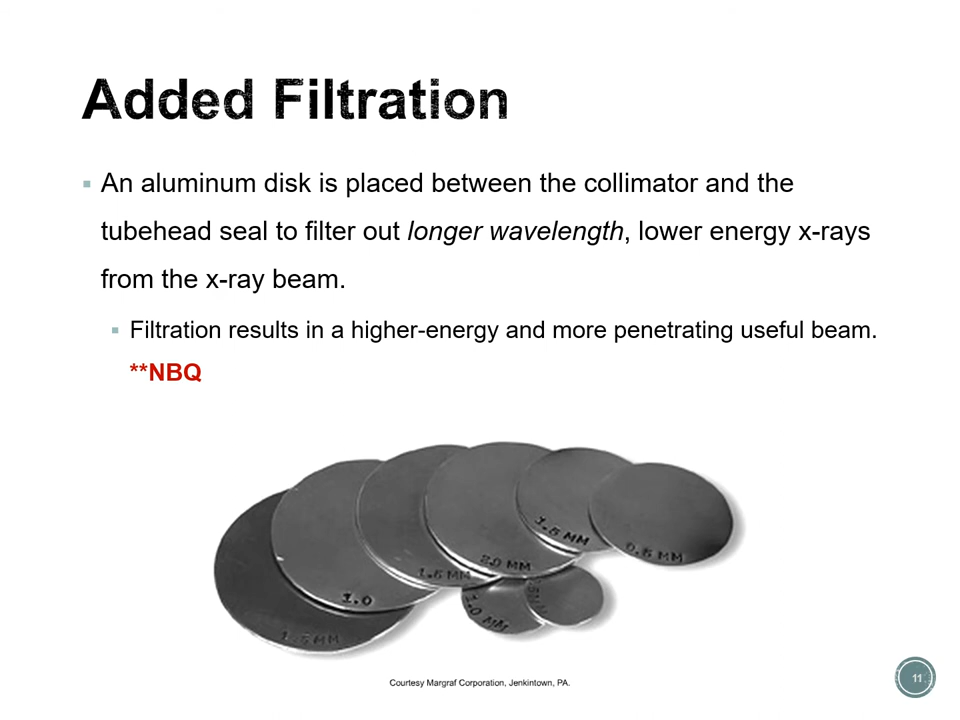 Added Filtration
An aluminum disk is placed between the collimator and the
tubehead seal to filter out longer wavelength, lower energy x-rays
from the x-ray beam.
Filtration results in a higher-energy and more penetrating useful beam.
**NBQ
1.5 MM
1.0
1.5 MM
2.0 MM
1.5 MM
0.5 MM
1.0 MM
Courtesy Margraf Corporation, Jenkintown, PA.
11